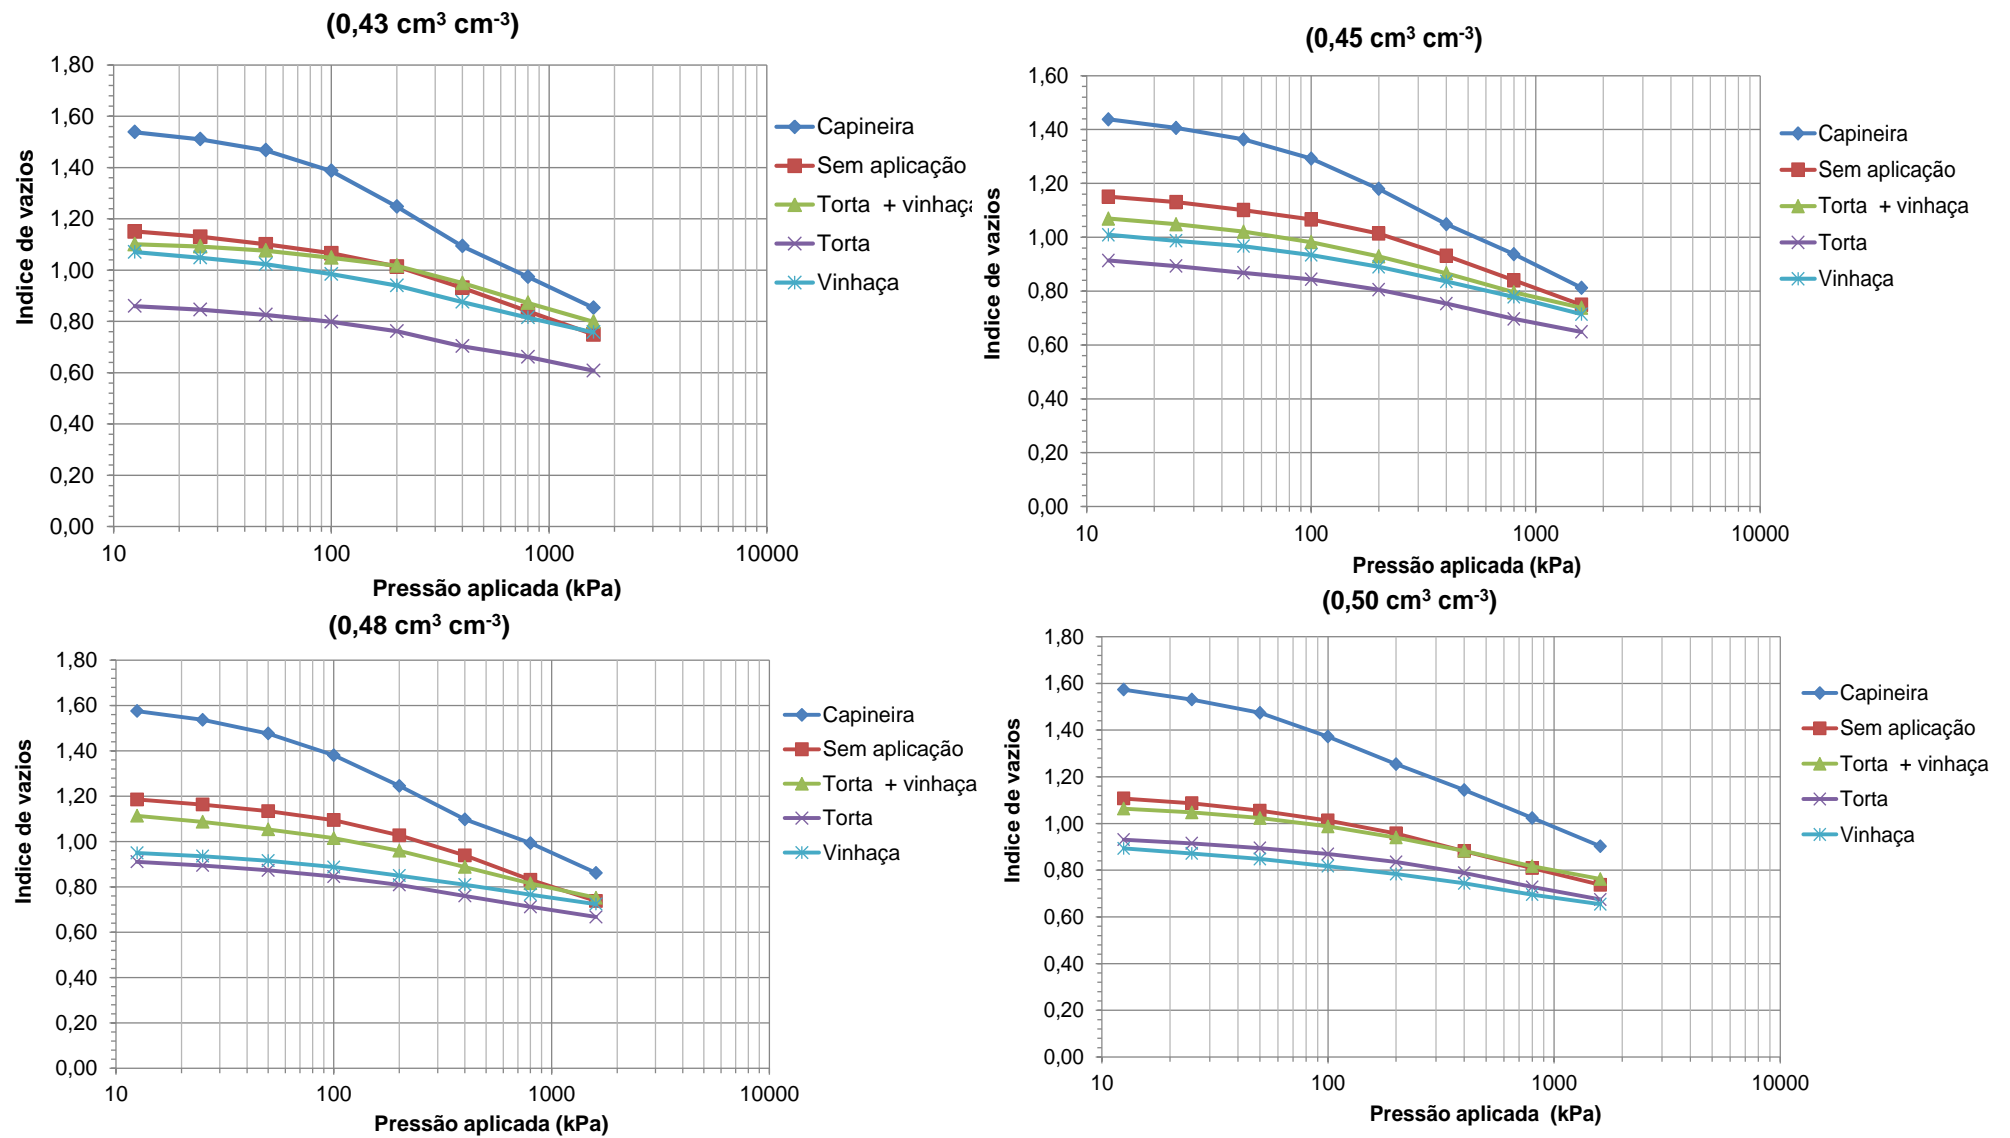 (0,43 cm³ cm⁻³)
1,80
1,60
1,40
1,20
1,00
0,80
0,60
0,40
0,20
0,00
10
100
1000
10000
Indice de vazios
Pressão aplicada (kPa)
Capineira
Sem aplicação
Torta + vinhaça
Torta
Vinhaça
(0,45 cm³ cm⁻³)
1,60
1,40
1,20
1,00
0,80
0,60
0,40
0,20
0,00
10
100
1000
10000
Indice de vazios
Pressão aplicada (kPa)
Capineira
Sem aplicação
Torta + vinhaça
Torta
Vinhaça
(0,48 cm³ cm⁻³)
1,80
1,60
1,40
1,20
1,00
0,80
0,60
0,40
0,20
0,00
10
100
1000
10000
Indice de vazios
Pressão aplicada (kPa)
Capineira
Sem aplicação
Torta + vinhaça
Torta
Vinhaça
(0,50 cm³ cm⁻³)
1,80
1,60
1,40
1,20
1,00
0,80
0,60
0,40
0,20
0,00
10
100
1000
10000
Indice de vazios
Pressão aplicada (kPa)
Capineira
Sem aplicação
Torta + vinhaça
Torta
Vinhaça